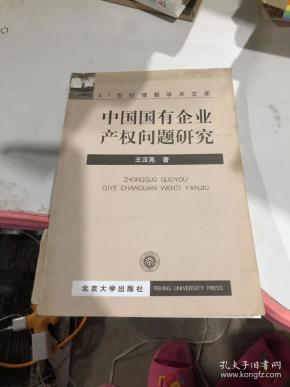 21世纪博雅学术文库
中国国有企业
产权问题研究
王汉亮 著
ZHONGGUO GUOYOU
QIYE CHANQUAN WENTI YANJIU
北京大学出版社 PEKING UNIVERSITY PRESS
孔夫子旧书网